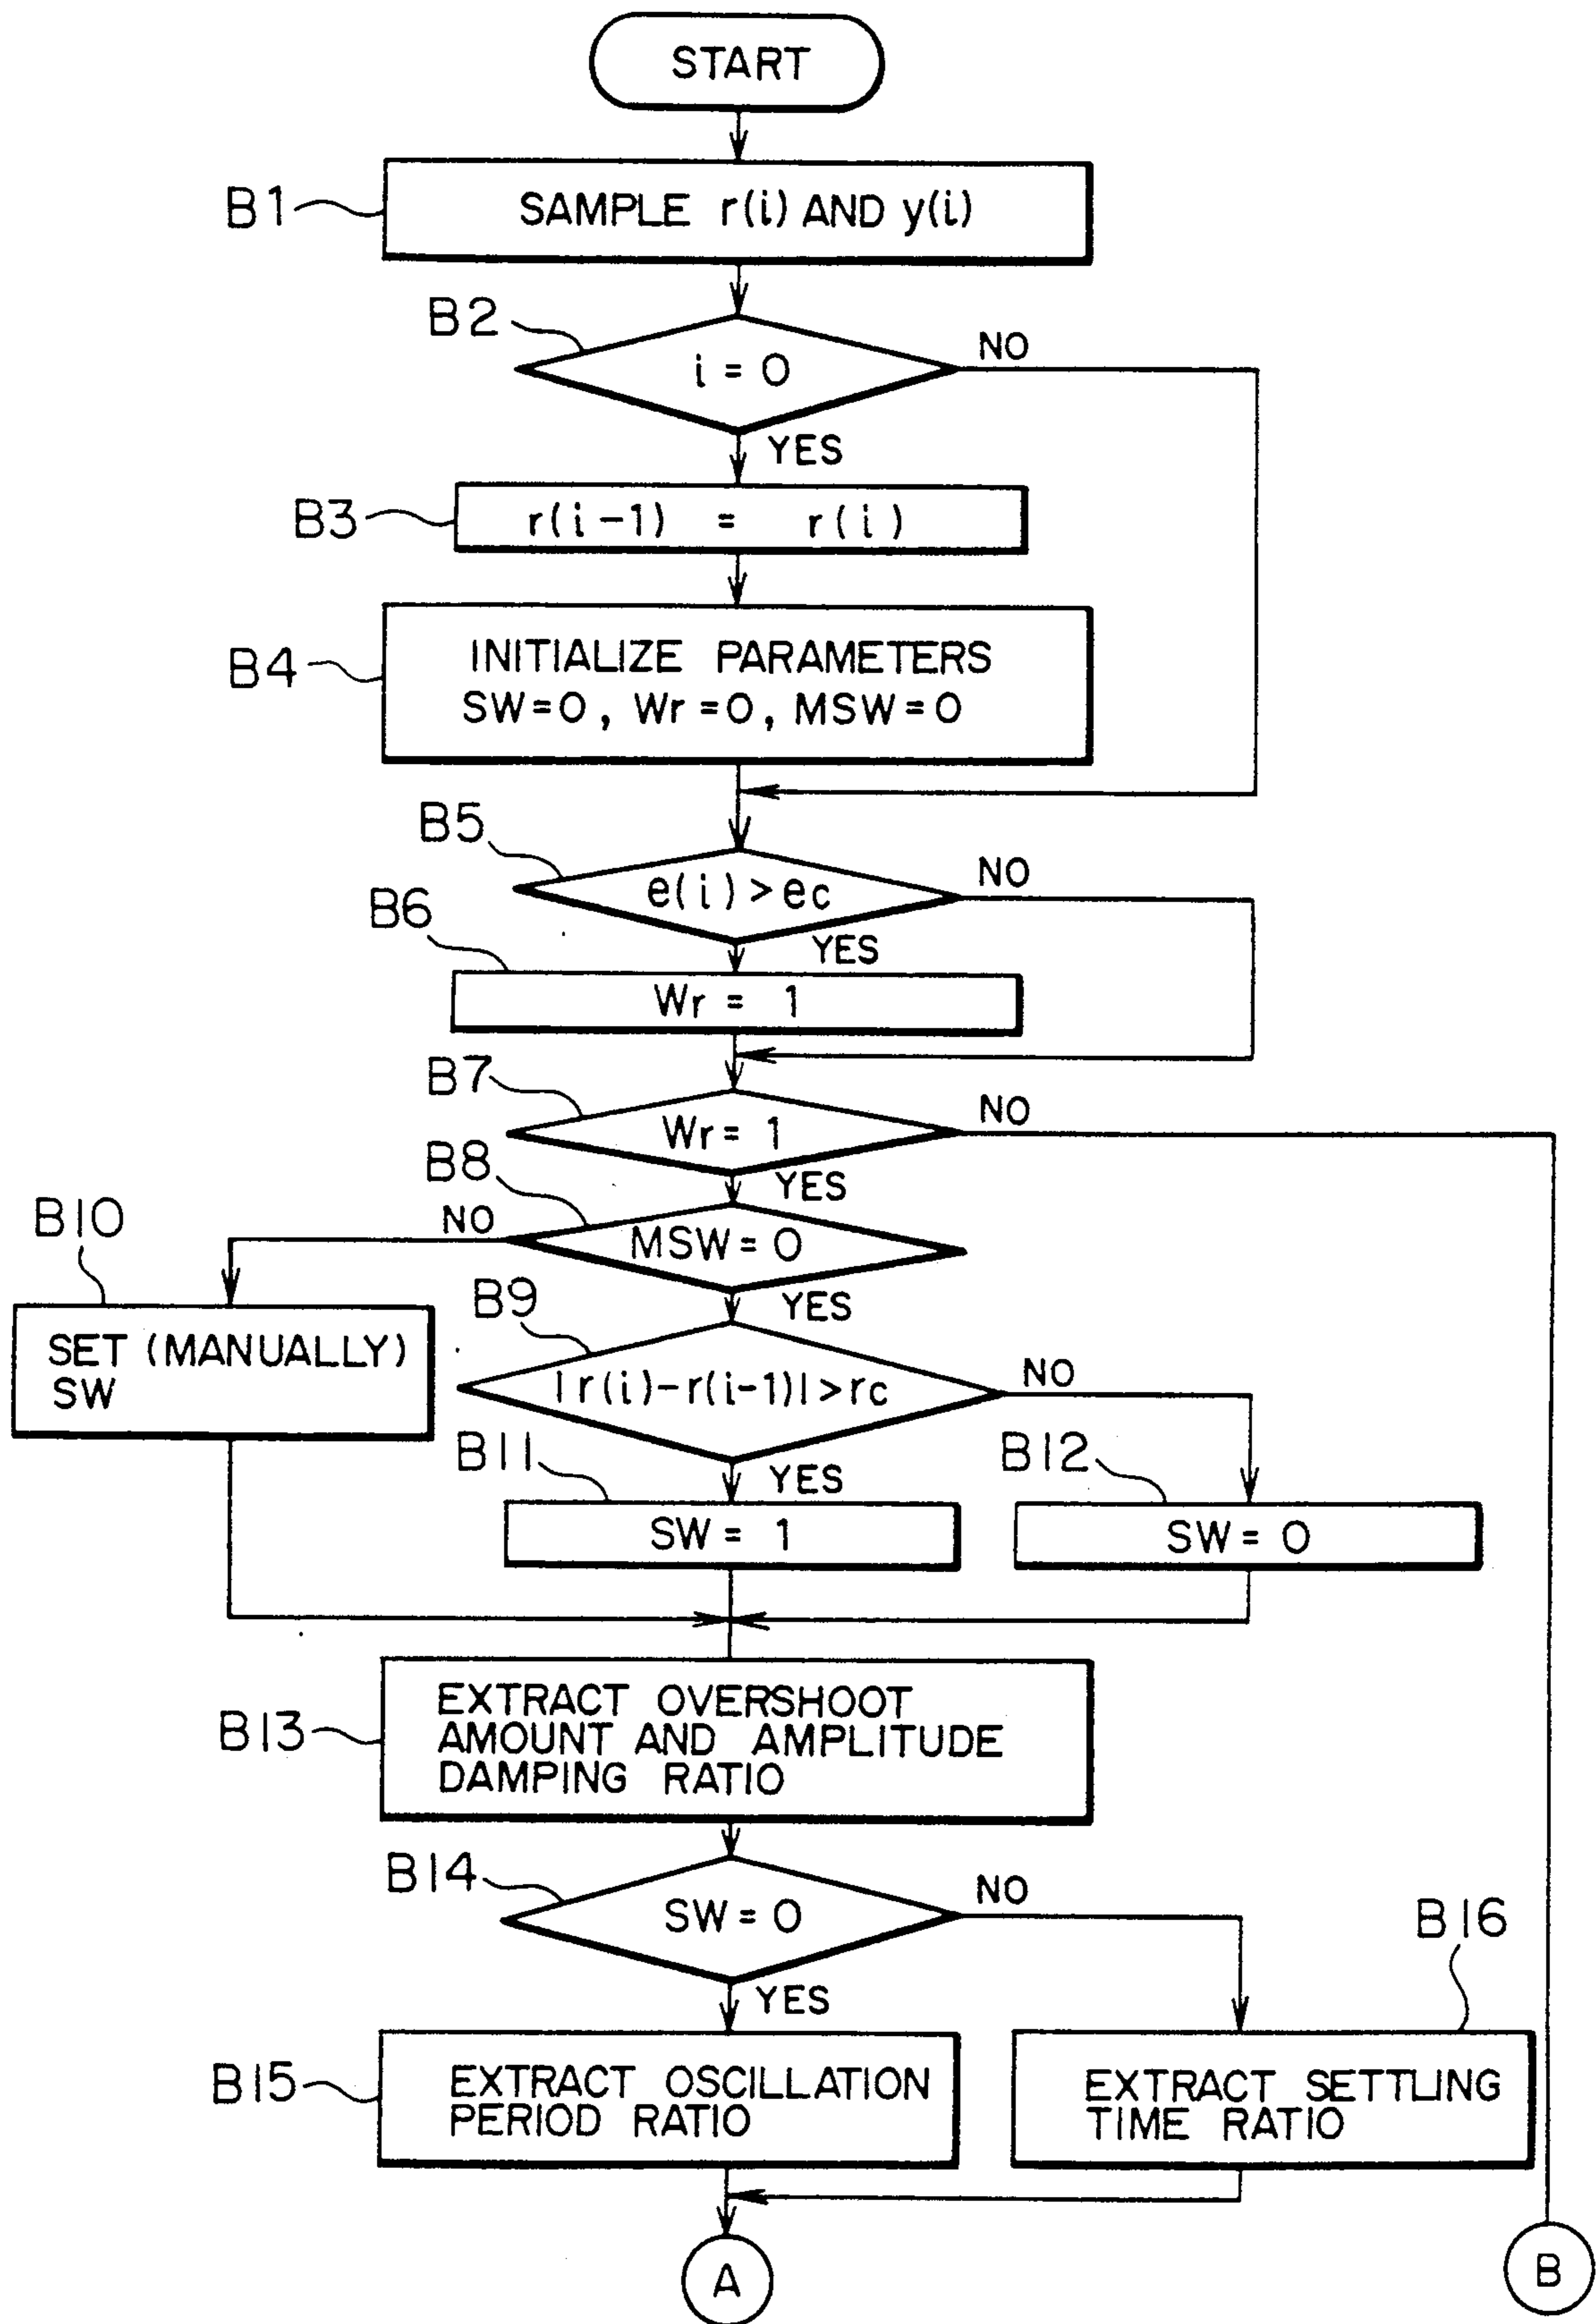 START
B1
SAMPLE r(i) AND y(i)
B2
i = 0
NO
YES
B3
r(i-1) = r(i)
B4
INITIALIZE PARAMETERS
SW=0, Wr=0, MSW=0
B5
e(i) > ec
NO
B6
YES
Wr = 1
B7
Wr = 1
NO
B8
YES
B10
NO
MSW = 0
B9
YES
SET (MANUALLY)
SW
|r(i)-r(i-1)|>rc
NO
B11
YES
B12
SW = 1
SW = 0
B13
EXTRACT OVERSHOOT
AMOUNT AND AMPLITUDE
DAMPING RATIO
B14
SW = 0
NO
B16
YES
B15
EXTRACT OSCILLATION
PERIOD RATIO
EXTRACT SETTLING
TIME RATIO
A
B